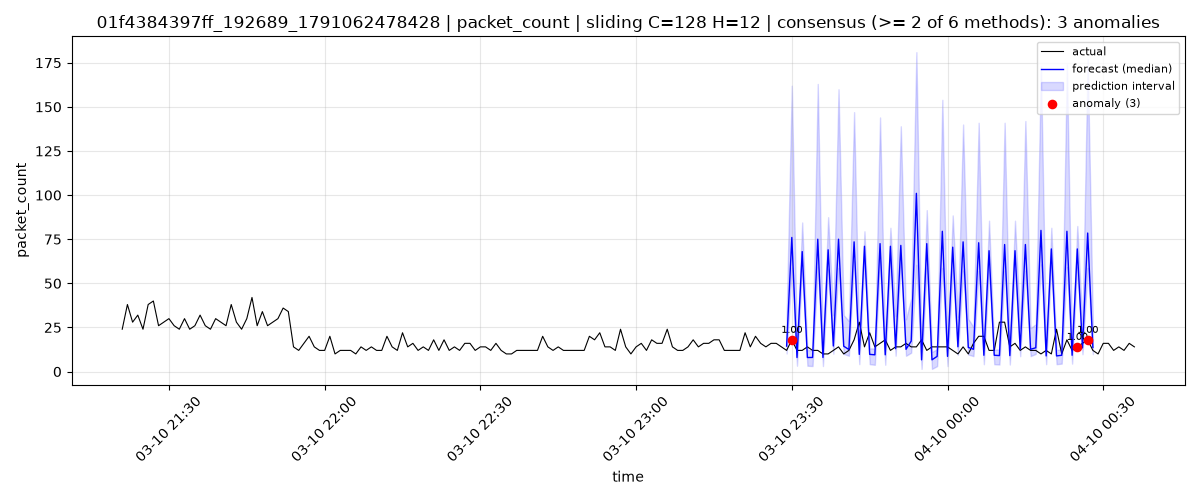 01f4384397ff_192689_1791062478428 | packet_count | sliding C=128 H=12 | consensus (>= 2 of 6 methods): 3 anomalies
actual
forecast (median)
prediction interval
anomaly (3)
packet_count
175
150
125
100
75
50
25
0
1.00
1.00
1.00
03-10 21:30
03-10 22:00
03-10 22:30
03-10 23:00
03-10 23:30
04-10 00:00
04-10 00:30
time